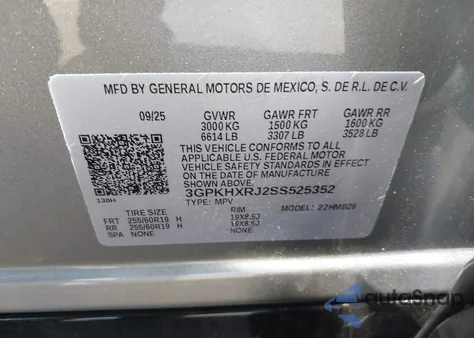 MFD BY GENERAL MOTORS DE MEXICO, S. DE R.L. DE C.V.
09/25 GVWR GAWR FRT GAWR RR
3000 KG 1500 KG 1600 KG
6614 LB 3307 LB 3528 LB
THIS VEHICLE CONFORMS TO ALL
APPLICABLE U.S. FEDERAL MOTOR
VEHICLE SAFETY STANDARDS IN EFFECT
ON THE DATE OF MANUFACTURE SHOWN ABOVE.
3GPKHXRJ2SS525352
130H TYPE: MPV MODEL: 22HMB26
TIRE SIZE RIM
FRT 255/60R19 H 19X8.5J
RR 255/60R19 H 19X8.5J
SPA NONE NONE
autoSnap